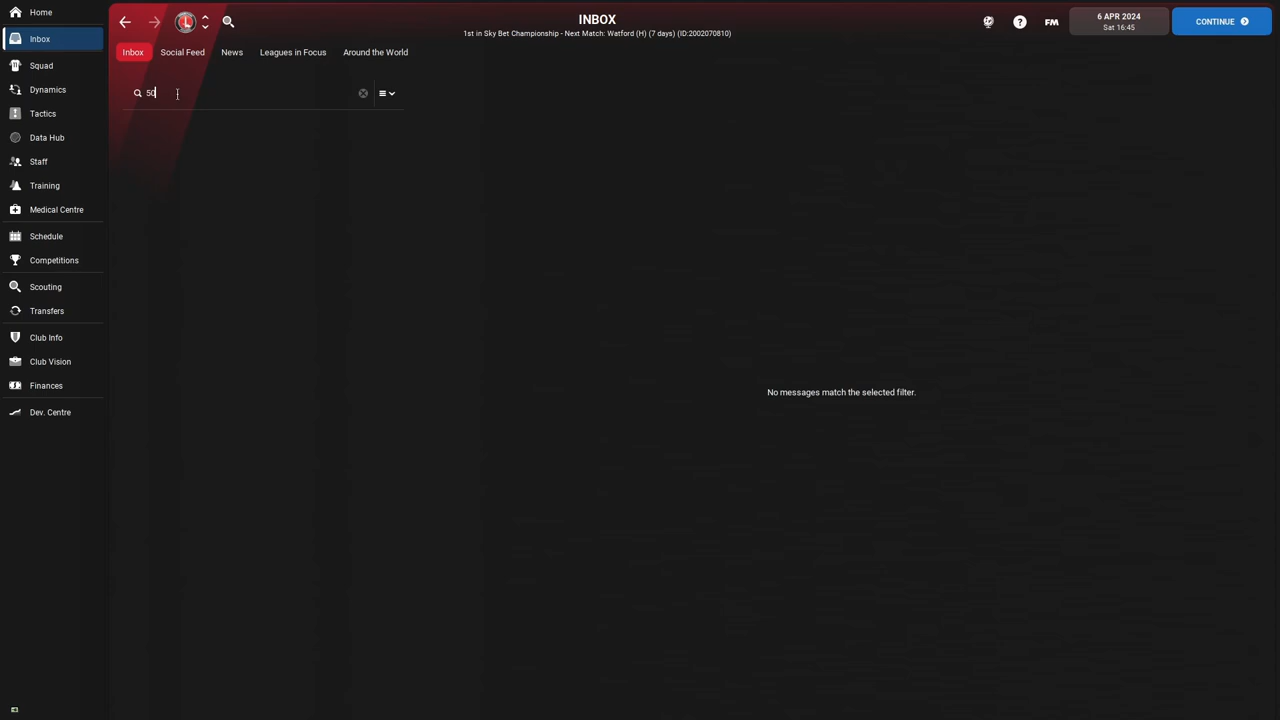 Home
Inbox
Squad
Dynamics
Tactics
Data Hub
Staff
Training
Medical Centre
Schedule
Competitions
Scouting
Transfers
Club Info
Club Vision
Finances
Dev. Centre
INBOX
1st in Sky Bet Championship - Next Match: Watford (H) (7 days) (ID:2002070810)
FM
6 APR 2024
Sat 16:45
CONTINUE
Inbox Social Feed News Leagues in Focus Around the World
50
No messages match the selected filter.